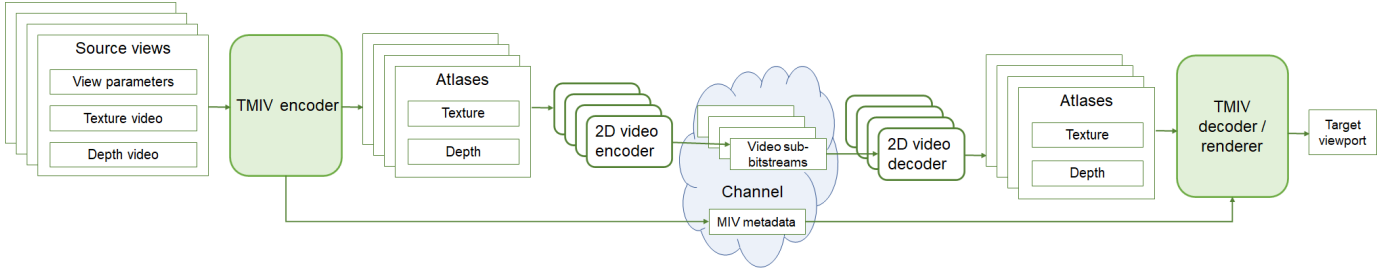 Source views
View parameters
Texture video
Depth video
TMIV encoder
Atlases
Texture
Depth
2D video
encoder
Video sub-
bitstreams
Channel
MIV metadata
2D video
decoder
Atlases
Texture
Depth
TMIV
decoder /
renderer
Target
viewport